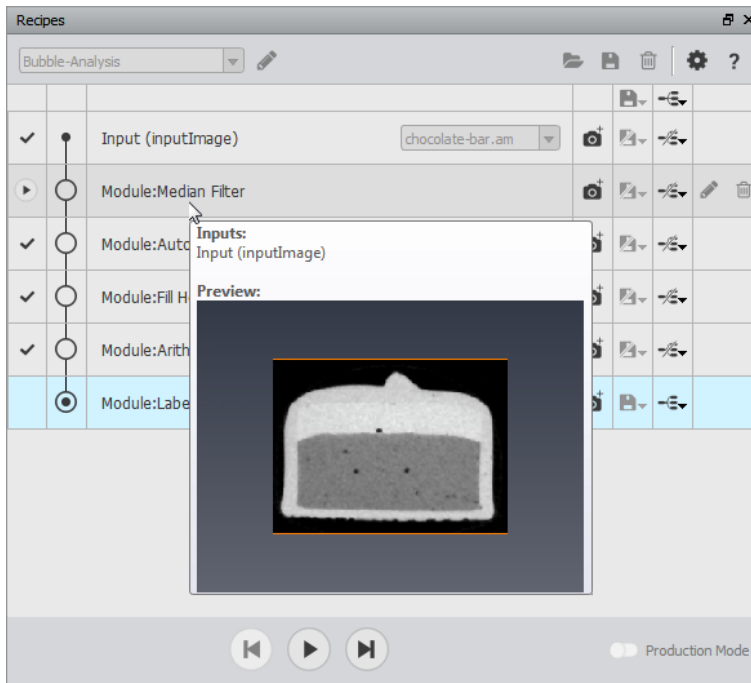 Recipes
Bubble-Analysis
?
Input (inputImage)
chocolate-bar.am
Module:Median Filter
Module:Auto
Inputs:
Input (inputImage)
Module:Fill H
Preview:
Module:Arith
Module:Labe
Production Mode